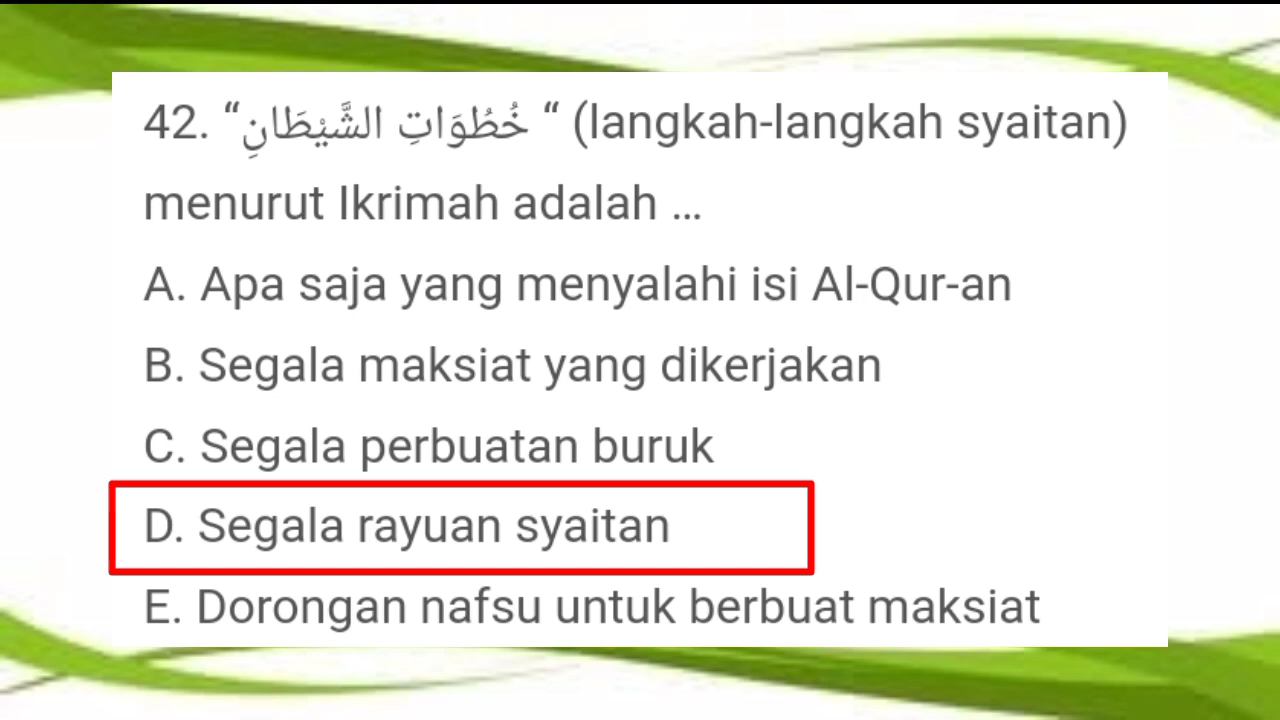 42. “خُطُوَاتِ الشَّيْطَانِ “ (langkah-langkah syaitan)
menurut Ikrimah adalah ...
A. Apa saja yang menyalahi isi Al-Qur-an
B. Segala maksiat yang dikerjakan
C. Segala perbuatan buruk
D. Segala rayuan syaitan
E. Dorongan nafsu untuk berbuat maksiat